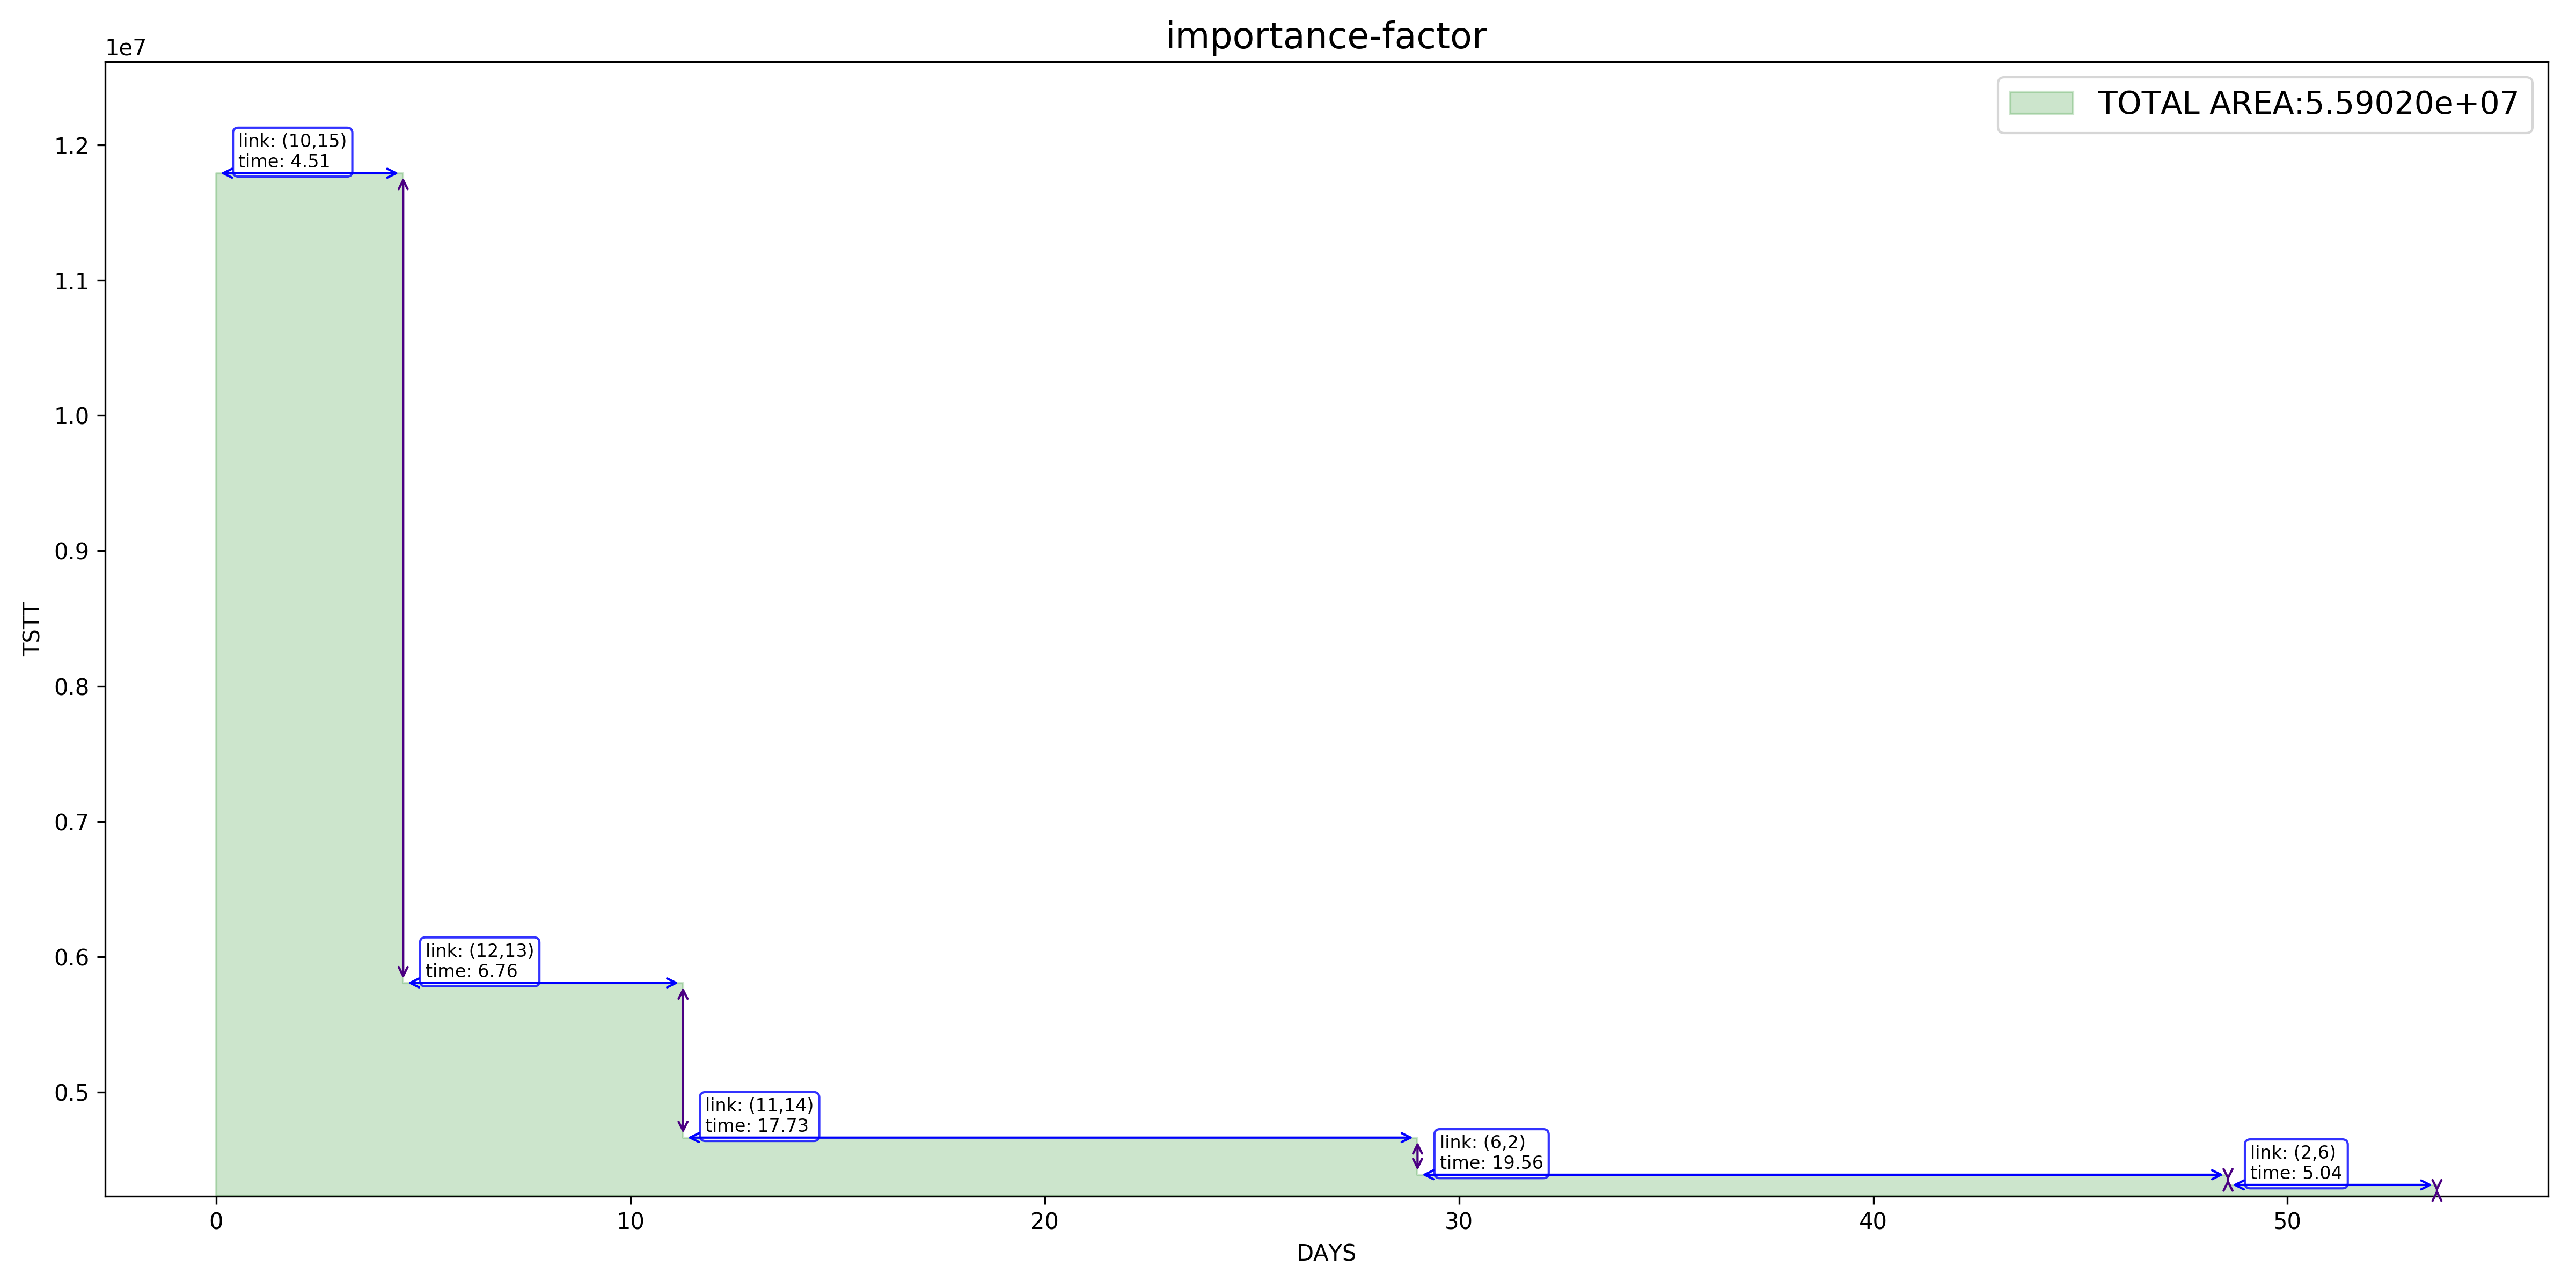 importance-factor
1e7
TOTAL AREA:5.59020e+07
1.2
1.1
1.0
0.9
0.8
0.7
0.6
0.5
TSTT
link: (10,15)
time: 4.51
link: (12,13)
time: 6.76
link: (11,14)
time: 17.73
link: (6,2)
time: 19.56
link: (2,6)
time: 5.04
0 10 20 30 40 50
DAYS